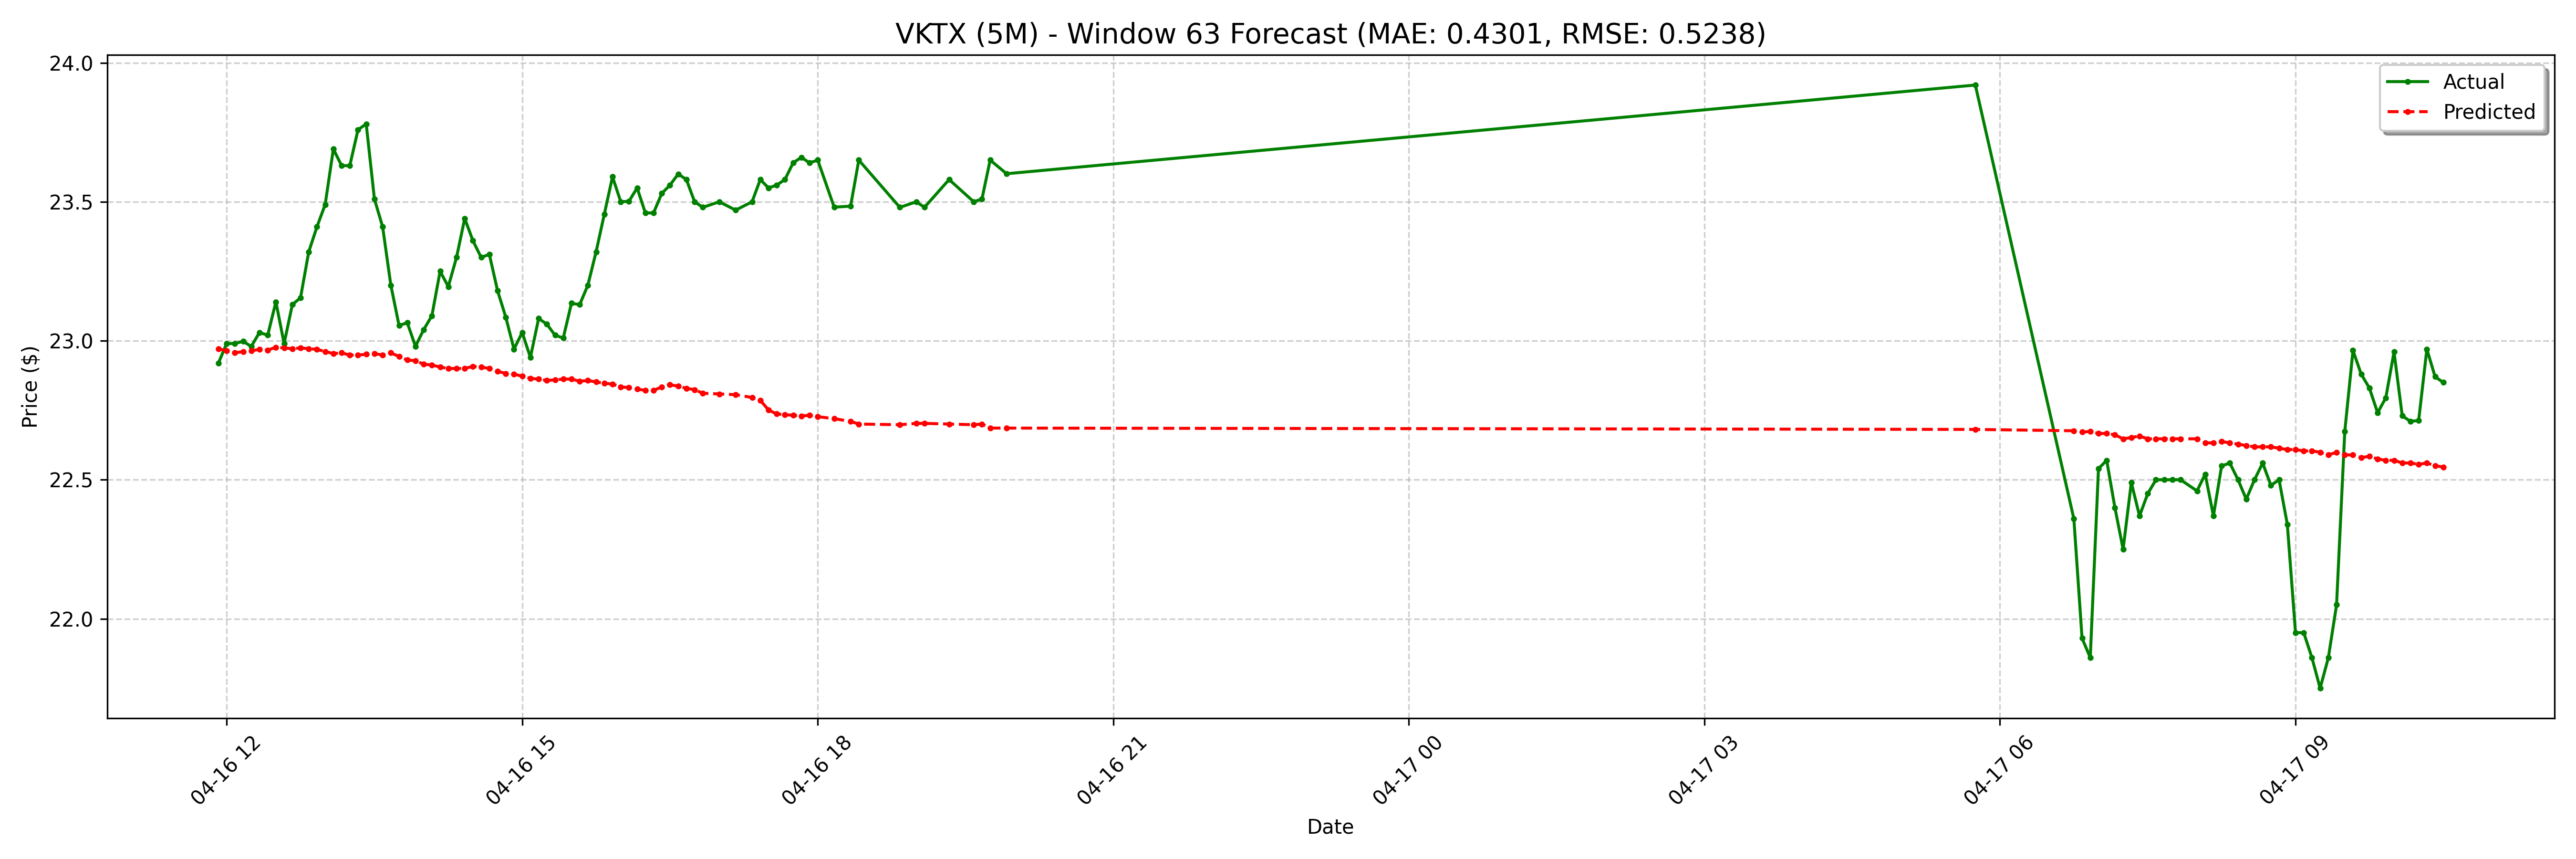 VKTX (5M) - Window 63 Forecast (MAE: 0.4301, RMSE: 0.5238)
Actual
Predicted
Price ($)
24.0
23.5
23.0
22.5
22.0
04-16 12
04-16 15
04-16 18
04-16 21
04-17 00
04-17 03
04-17 06
04-17 09
Date